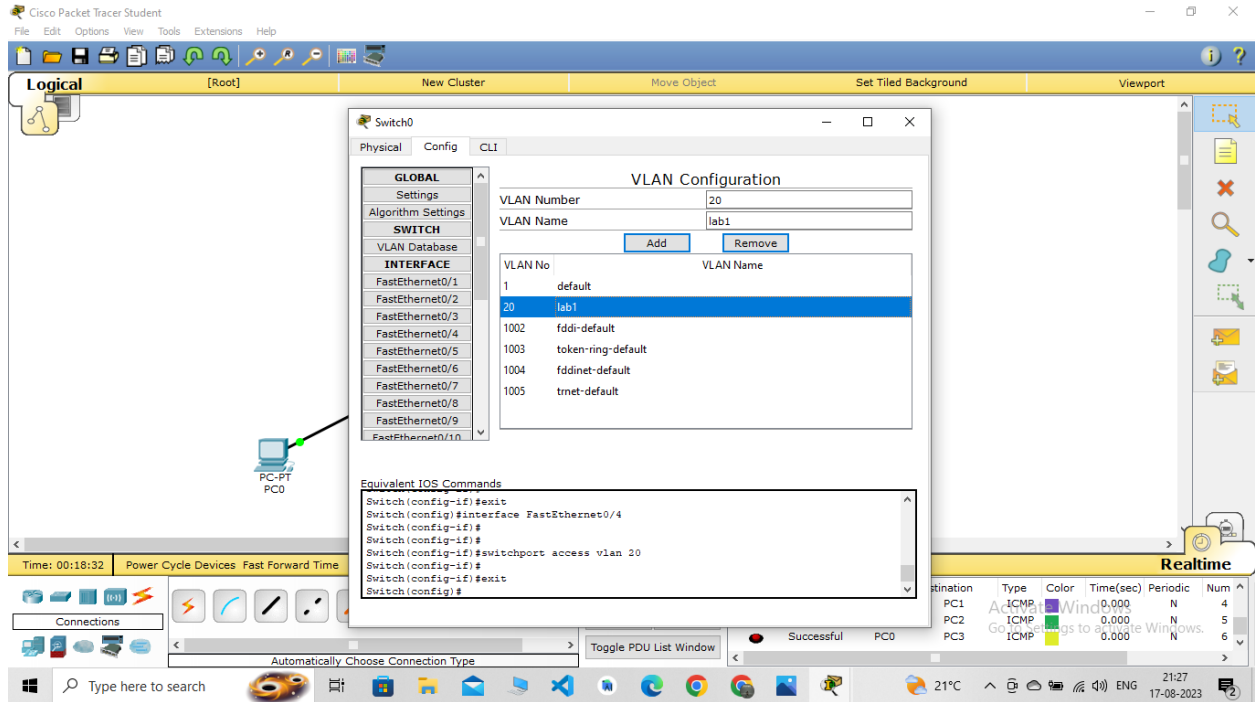 Cisco Packet Tracer Student
File Edit Options View Tools Extensions Help
Logical [Root] New Cluster Move Object Set Tiled Background Viewport
Switch0
Physical Config CLI
GLOBAL
Settings
Algorithm Settings
SWITCH
VLAN Database
INTERFACE
FastEthernet0/1
FastEthernet0/2
FastEthernet0/3
FastEthernet0/4
FastEthernet0/5
FastEthernet0/6
FastEthernet0/7
FastEthernet0/8
FastEthernet0/9
FastEthernet0/10
VLAN Configuration
VLAN Number 20
VLAN Name lab1
Add Remove
VLAN No VLAN Name
1 default
20 lab1
1002 fddi-default
1003 token-ring-default
1004 fddinet-default
1005 trnet-default
PC-PT
PC0
Equivalent IOS Commands
Switch(config-if)#exit
Switch(config)#interface FastEthernet0/4
Switch(config-if)#
Switch(config-if)#
Switch(config-if)#switchport access vlan 20
Switch(config-if)#
Switch(config-if)#exit
Switch(config)#
Time: 00:18:32 Power Cycle Devices Fast Forward Time Realtime
Connections
Automatically Choose Connection Type
Toggle PDU List Window
stination Type Color Time(sec) Periodic Num
PC1 ICMP 0.000 N 4
PC2 ICMP 0.000 N 5
Successful PC0 PC3 ICMP 0.000 N 6
Activate Windows
Go to Settings to activate Windows.
Type here to search
21°C ENG 21:27
17-08-2023
2